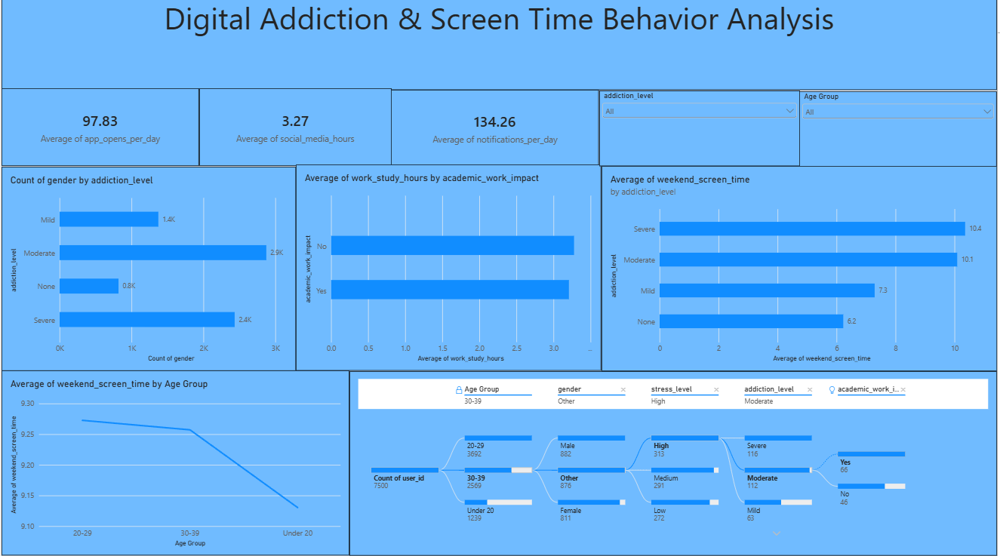 Digital Addiction & Screen Time Behavior Analysis
97.83
Average of app_opens_per_day
3.27
Average of social_media_hours
134.26
Average of notifications_per_day
addiction_level
All
Age Group
All
Count of gender by addiction_level
addiction_level
Mild
1.4K
Moderate
2.9K
None
0.8K
Severe
2.4K
0K 1K 2K 3K
Count of gender
Average of work_study_hours by academic_work_impact
academic_work_impact
No
Yes
0.0 0.5 1.0 1.5 2.0 2.5 3.0 ...
Average of work_study_hours
Average of weekend_screen_time
by addiction_level
addiction_level
Severe
10.4
Moderate
10.1
Mild
7.3
None
6.2
0 2 4 6 8 10
Average of weekend_screen_time
Average of weekend_screen_time by Age Group
Average of weekend_screen_time
9.30
9.25
9.20
9.15
9.10
20-29 30-39 Under 20
Age Group
Age Group
30-39
gender
Other
stress_level
High
addiction_level
Moderate
academic_work_i...
Count of user_id
7500
20-29
3692
30-39
2569
Under 20
1239
Male
882
Other
876
Female
811
High
313
Medium
291
Low
272
Severe
116
Moderate
112
Mild
63
Yes
66
No
46